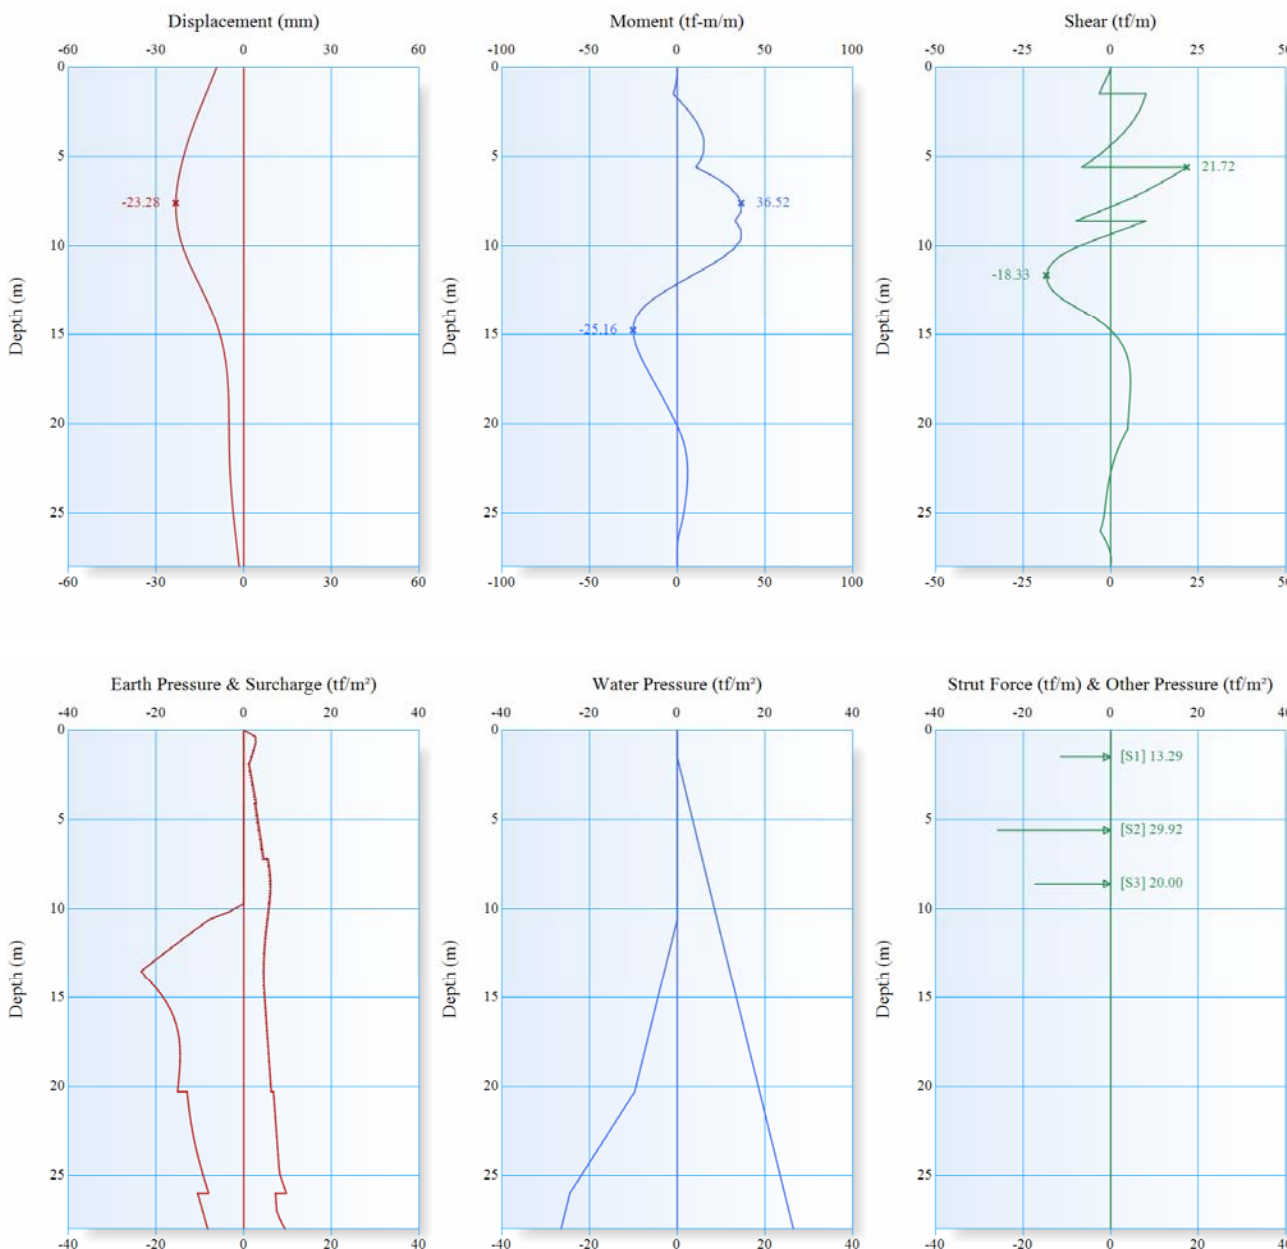 Displacement (mm)
-60 -30 0 30 60
0
5
10
15
20
25
Depth (m)
-23.28
-60 -30 0 30 60
Moment (tf-m/m)
-100 -50 0 50 100
0
5
10
15
20
25
Depth (m)
36.52
-25.16
-100 -50 0 50 100
Shear (tf/m)
-50 -25 0 25
0
5
10
15
20
25
Depth (m)
21.72
-18.33
-50 -25 0 25
Earth Pressure & Surcharge (tf/m²)
-40 -20 0 20 40
0
5
10
15
20
25
Depth (m)
-40 -20 0 20 40
Water Pressure (tf/m²)
-40 -20 0 20 40
0
5
10
15
20
25
Depth (m)
-40 -20 0 20 40
Strut Force (tf/m) & Other Pressure (tf/m²)
-40 -20 0 20
0
5
10
15
20
25
Depth (m)
[S1] 13.29
[S2] 29.92
[S3] 20.00
-40 -20 0 20